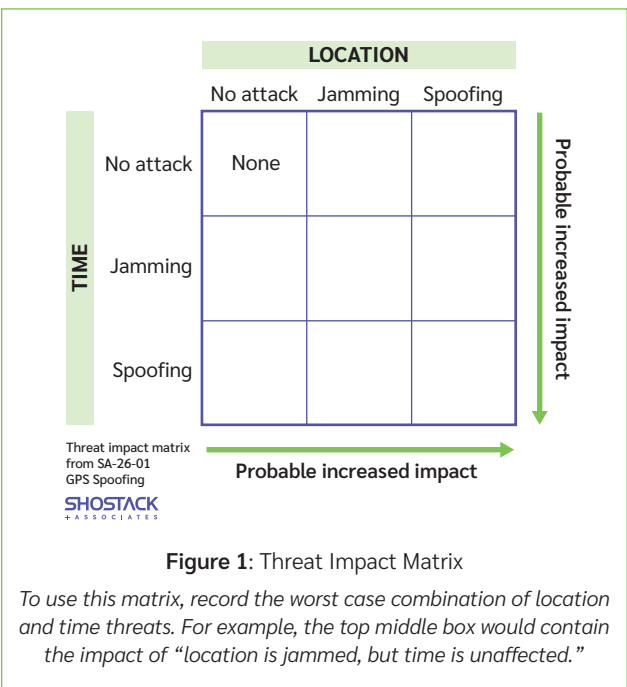 LOCATION
No attack Jamming Spoofing
No attack None
TIME
Jamming
Spoofing
Probable increased impact
Threat impact matrix
from SA-26-01
GPS Spoofing
Probable increased impact
SHOSTACK
+ ASSOCIATES
Figure 1: Threat Impact Matrix
To use this matrix, record the worst case combination of location
and time threats. For example, the top middle box would contain
the impact of “location is jammed, but time is unaffected.”